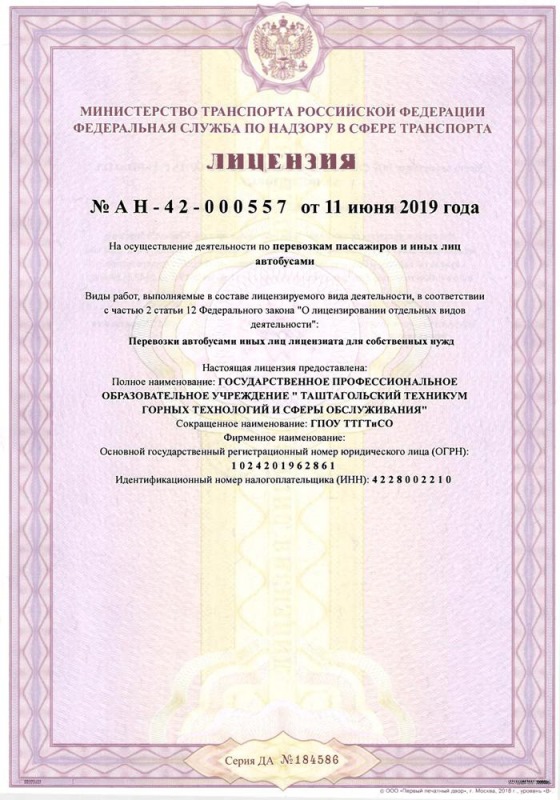 МИНИСТЕРСТВО ТРАНСПОРТА РОССИЙСКОЙ ФЕДЕРАЦИИ
ФЕДЕРАЛЬНАЯ СЛУЖБА ПО НАДЗОРУ В СФЕРЕ ТРАНСПОРТА
ЛИЦЕНЗИЯ
№ АН-42-000557 от 11 июня 2019 года
На осуществление деятельности по перевозкам пассажиров и иных лиц
автобусами
Виды работ, выполняемые в составе лицензируемого вида деятельности, в соответствии
с частью 2 статьи 12 Федерального закона "О лицензировании отдельных видов
деятельности":
Перевозки автобусами иных лиц лицензиата для собственных нужд
Настоящая лицензия предоставлена:
Полное наименование: ГОСУДАРСТВЕННОЕ ПРОФЕССИОНАЛЬНОЕ
ОБРАЗОВАТЕЛЬНОЕ УЧРЕЖДЕНИЕ " ТАШТАГОЛЬСКИЙ ТЕХНИКУМ
ГОРНЫХ ТЕХНОЛОГИЙ И СФЕРЫ ОБСЛУЖИВАНИЯ"
Сокращенное наименование: ГПОУ ТТГТиСО
Фирменное наименование:
Основной государственный регистрационный номер юридического лица (ОГРН):
1024201962861
Идентификационный номер налогоплательщика (ИНН): 4228002210
Серия ДА №184586
© ООО «Первый печатный двор», г. Москва, 2018 г., уровень «Б»